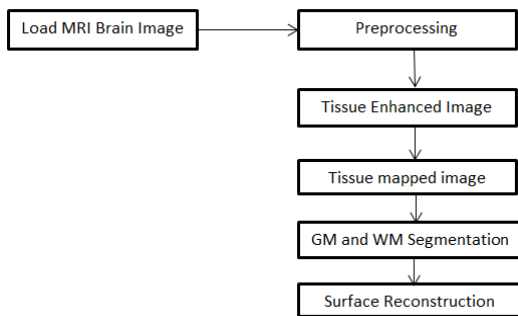 Load MRI Brain Image
Preprocessing
Tissue Enhanced Image
Tissue mapped image
GM and WM Segmentation
Surface Reconstruction